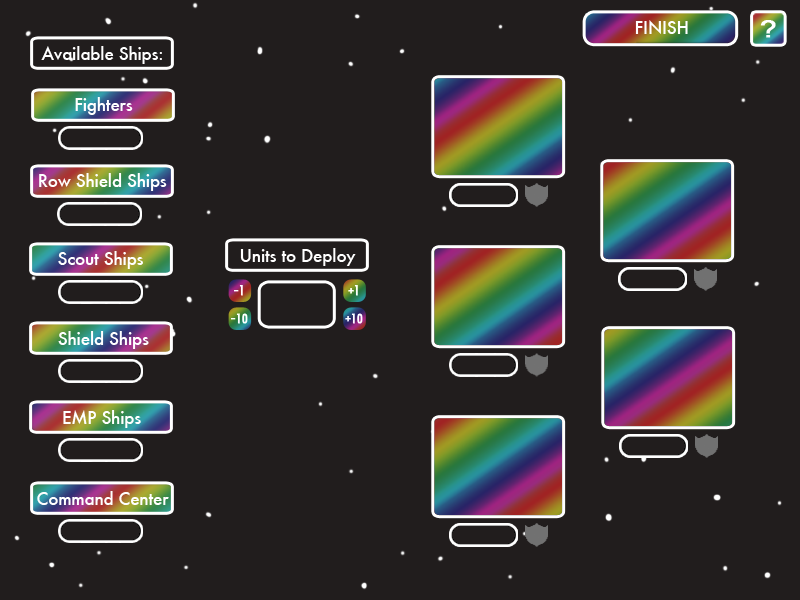 Available Ships:
Fighters
Row Shield Ships
Scout Ships
Shield Ships
EMP Ships
Command Center
Units to Deploy
-1
+1
-10
+10
FINISH
?